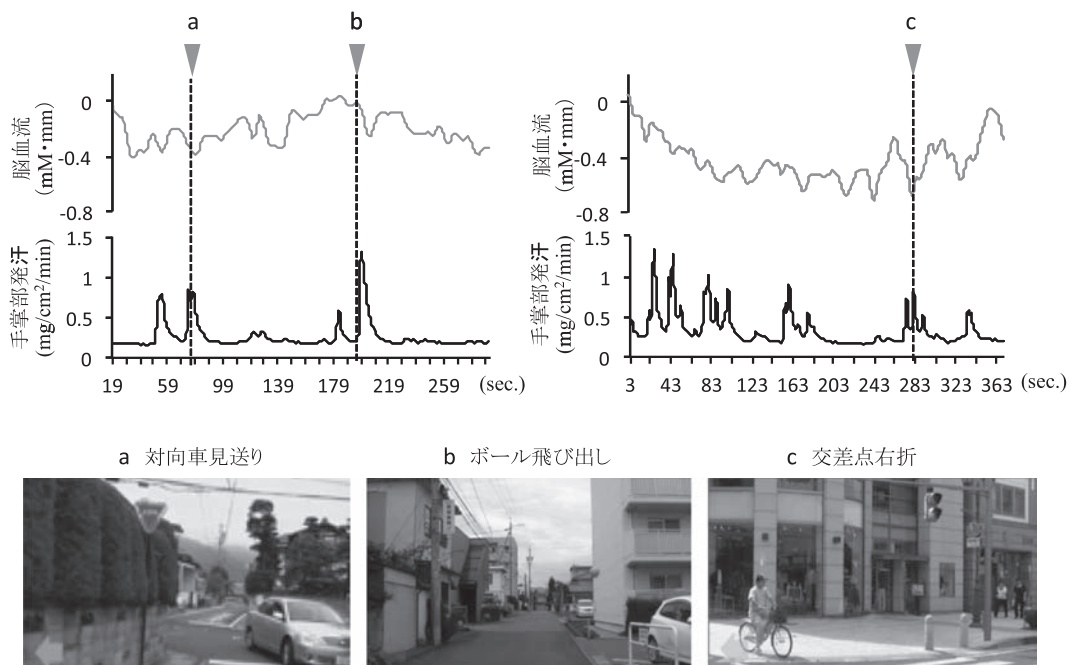 a
b
c
0
-0.4
-0.8
脳血流
(mM・mm)
1.5
1
0.5
0
手掌部発汗
(mg/cm2/min)
19 59 99 139 179 219 259 (sec.)
0
-0.4
-0.8
脳血流
(mM・mm)
1.5
1
0.5
0
手掌部発汗
(mg/cm2/min)
3 43 83 123 163 203 243 283 323 363 (sec.)
a 対向車見送り
b ボール飛び出し
c 交差点右折